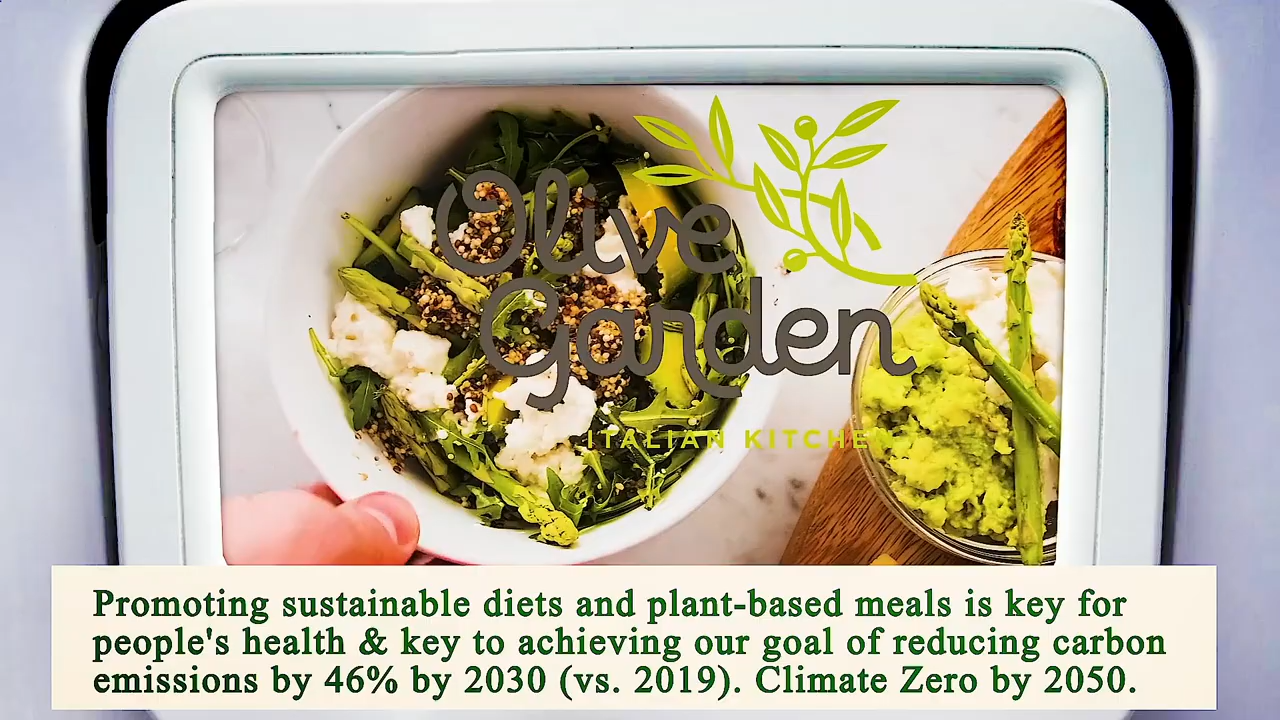 Olive
Garden
ITALIAN KITCHEN
Promoting sustainable diets and plant-based meals is key for
people's health & key to achieving our goal of reducing carbon
emissions by 46% by 2030 (vs. 2019). Climate Zero by 2050.